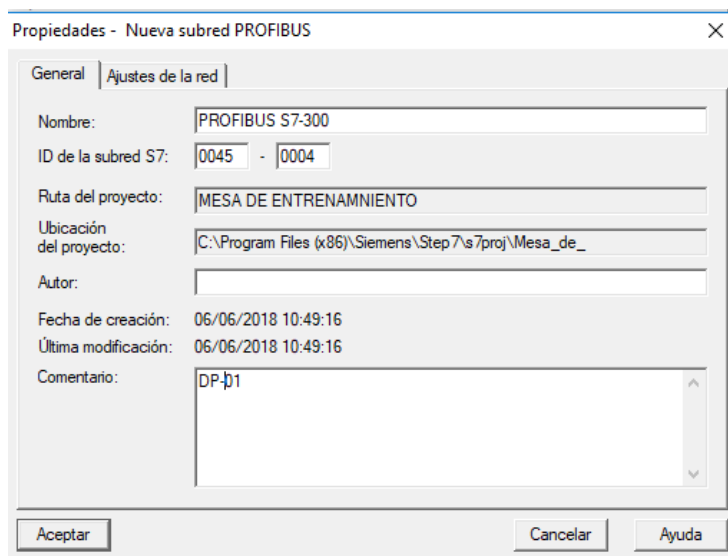 Propiedades - Nueva subred PROFIBUS
General Ajustes de la red
Nombre: PROFIBUS S7-300
ID de la subred S7: 0045 - 0004
Ruta del proyecto: MESA DE ENTRENAMNIENTO
Ubicación
del proyecto: C:\Program Files (x86)\Siemens\Step7\s7proj\Mesa_de_
Autor:
Fecha de creación: 06/06/2018 10:49:16
Última modificación: 06/06/2018 10:49:16
Comentario: DP-01
Aceptar Cancelar Ayuda